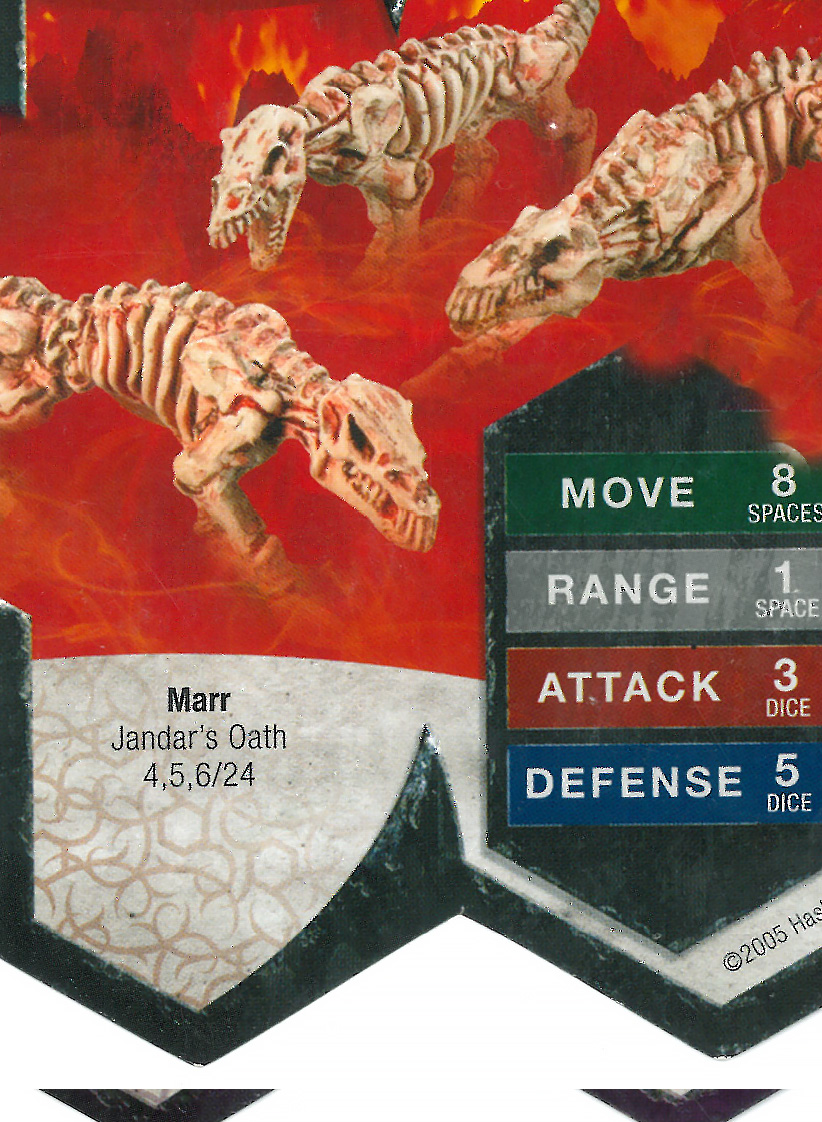 MOVE 8
SPACES
RANGE 1
SPACE
ATTACK 3
DICE
DEFENSE 5
DICE
Marr
Jandar's Oath
4,5,6/24
©2005 Has